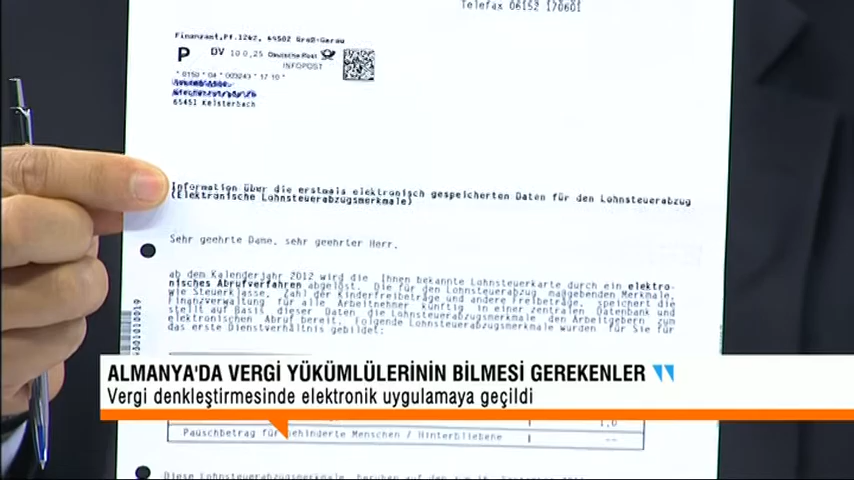 Telefax 06152 170601
Finanzamt,Pf.1262, 64502 Groß-Gerau
P DV 10 0,25 Deutsche Post
INFOPOST
65451 Kelsterbach
Information über die erstmals elektronisch gespeicherten Daten für den Lohnsteuerabzug
(Elektronische Lohnsteuerabzugsmerkmale)
Sehr geehrte Dame, sehr geehrter Herr,
ab dem Kalenderjahr 2012 wird die Ihnen bekannte Lohnsteuerkarte durch ein elektro-
nisches Abrufverfahren abgelöst. Die für den Lohnsteuerabzug maßgebenden Merkmale,
wie Steuerklasse, Zahl der Kinderfreibeträge und andere Freibeträge, speichert die
Finanzverwaltung für alle Arbeitnehmer künftig in einer zentralen Datenbank und
stellt auf Basis dieser Daten die Lohnsteuerabzugsmerkmale den Arbeitgebern zum
elektronischen Abruf bereit. Folgende Lohnsteuerabzugsmerkmale wurden für Sie für
das erste Dienstverhältnis gebildet:
ALMANYA'DA VERGİ YÜKÜMLÜLERİNİN BİLMESİ GEREKENLER
Vergi denkleştirmesinde elektronik uygulamaya geçildi
1,0
Pauschbetrag für behinderte Menschen / Hinterbliebene --
Diese Lohnsteuerabzugsmerkmale beruhen auf den